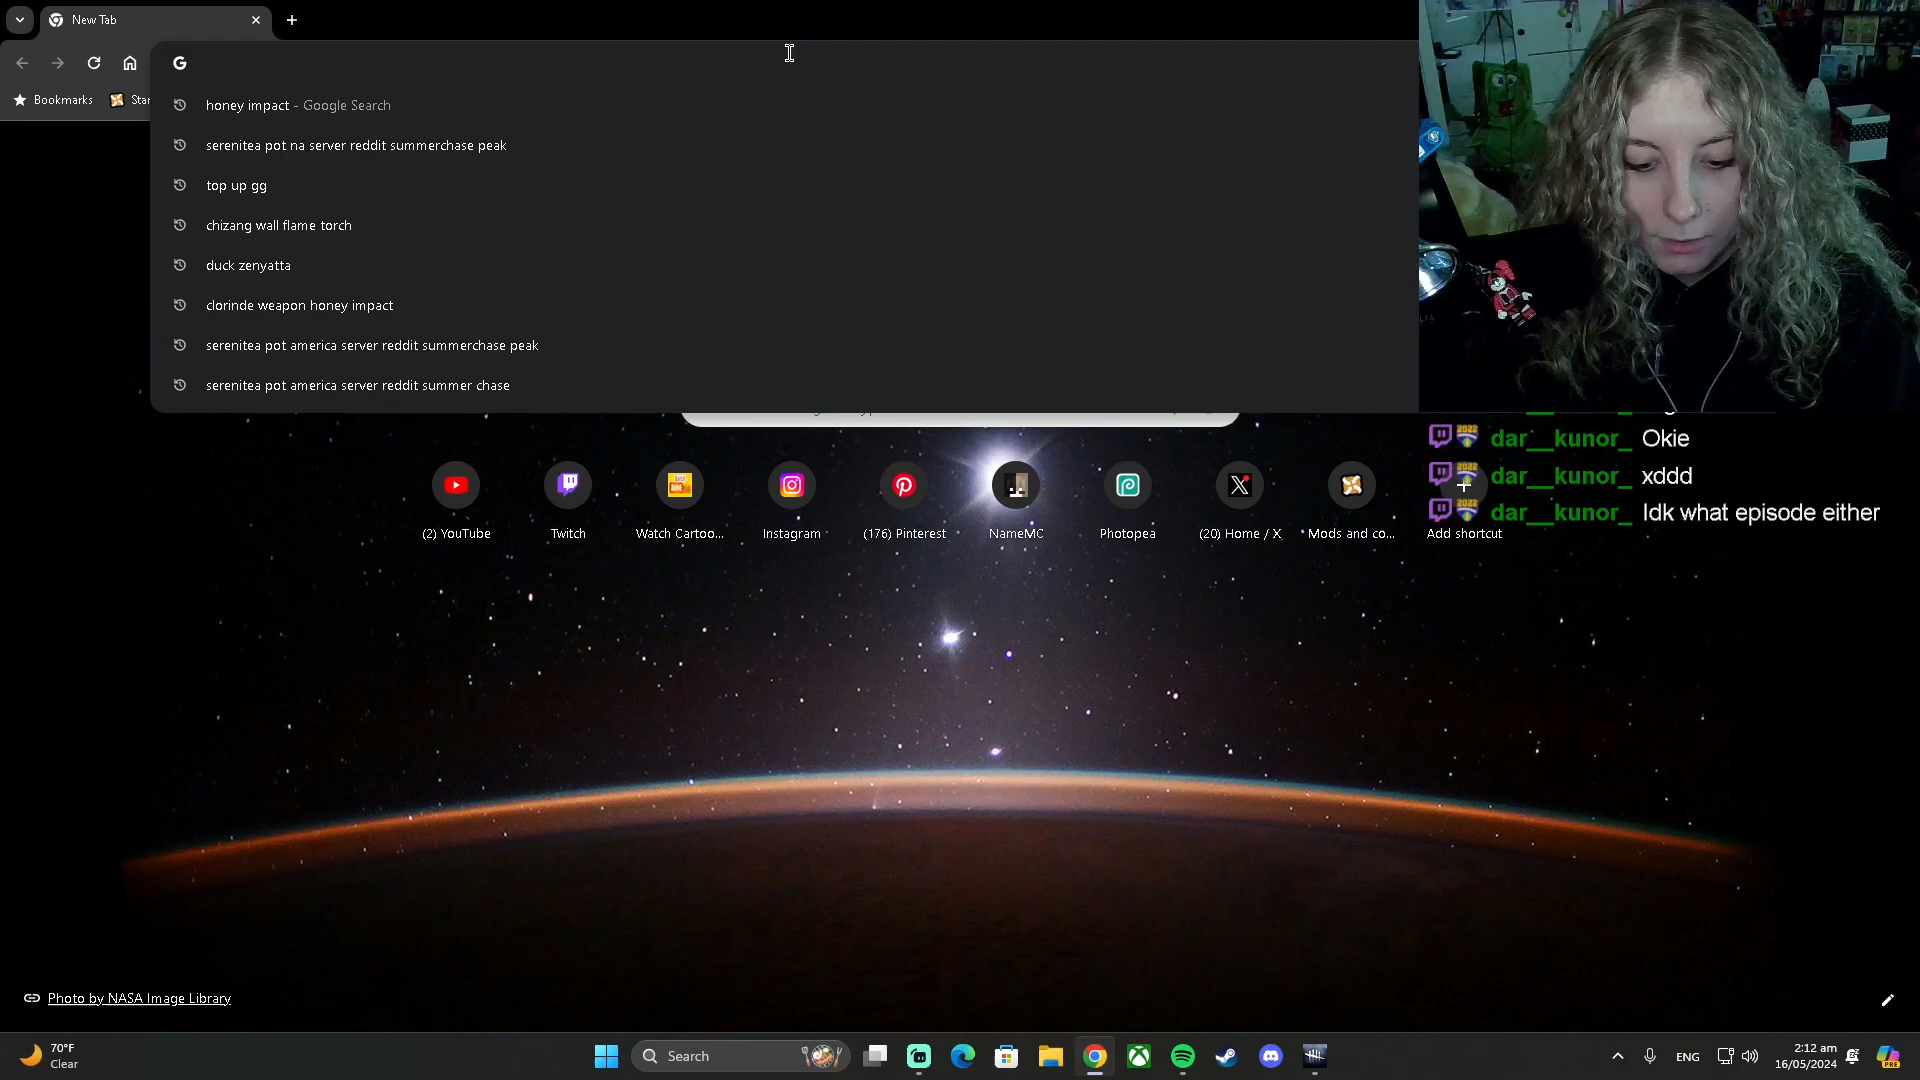 New Tab
Bookmarks
honey impact - Google Search
serenitea pot na server reddit summerchase peak
top up gg
chizang wall flame torch
duck zenyatta
clorinde weapon honey impact
serenitea pot america server reddit summerchase peak
serenitea pot america server reddit summer chase
dar__kunor_ Okie
dar__kunor_ xddd
dar__kunor_ Idk what episode either
(2) YouTube
Twitch
Watch Cartoo...
Instagram
(176) Pinterest
NameMC
Photopea
(20) Home / X
Mods and co...
Add shortcut
Photo by NASA Image Library
70°F
Clear
Search
ENG
2:12 am
16/05/2024
PRE